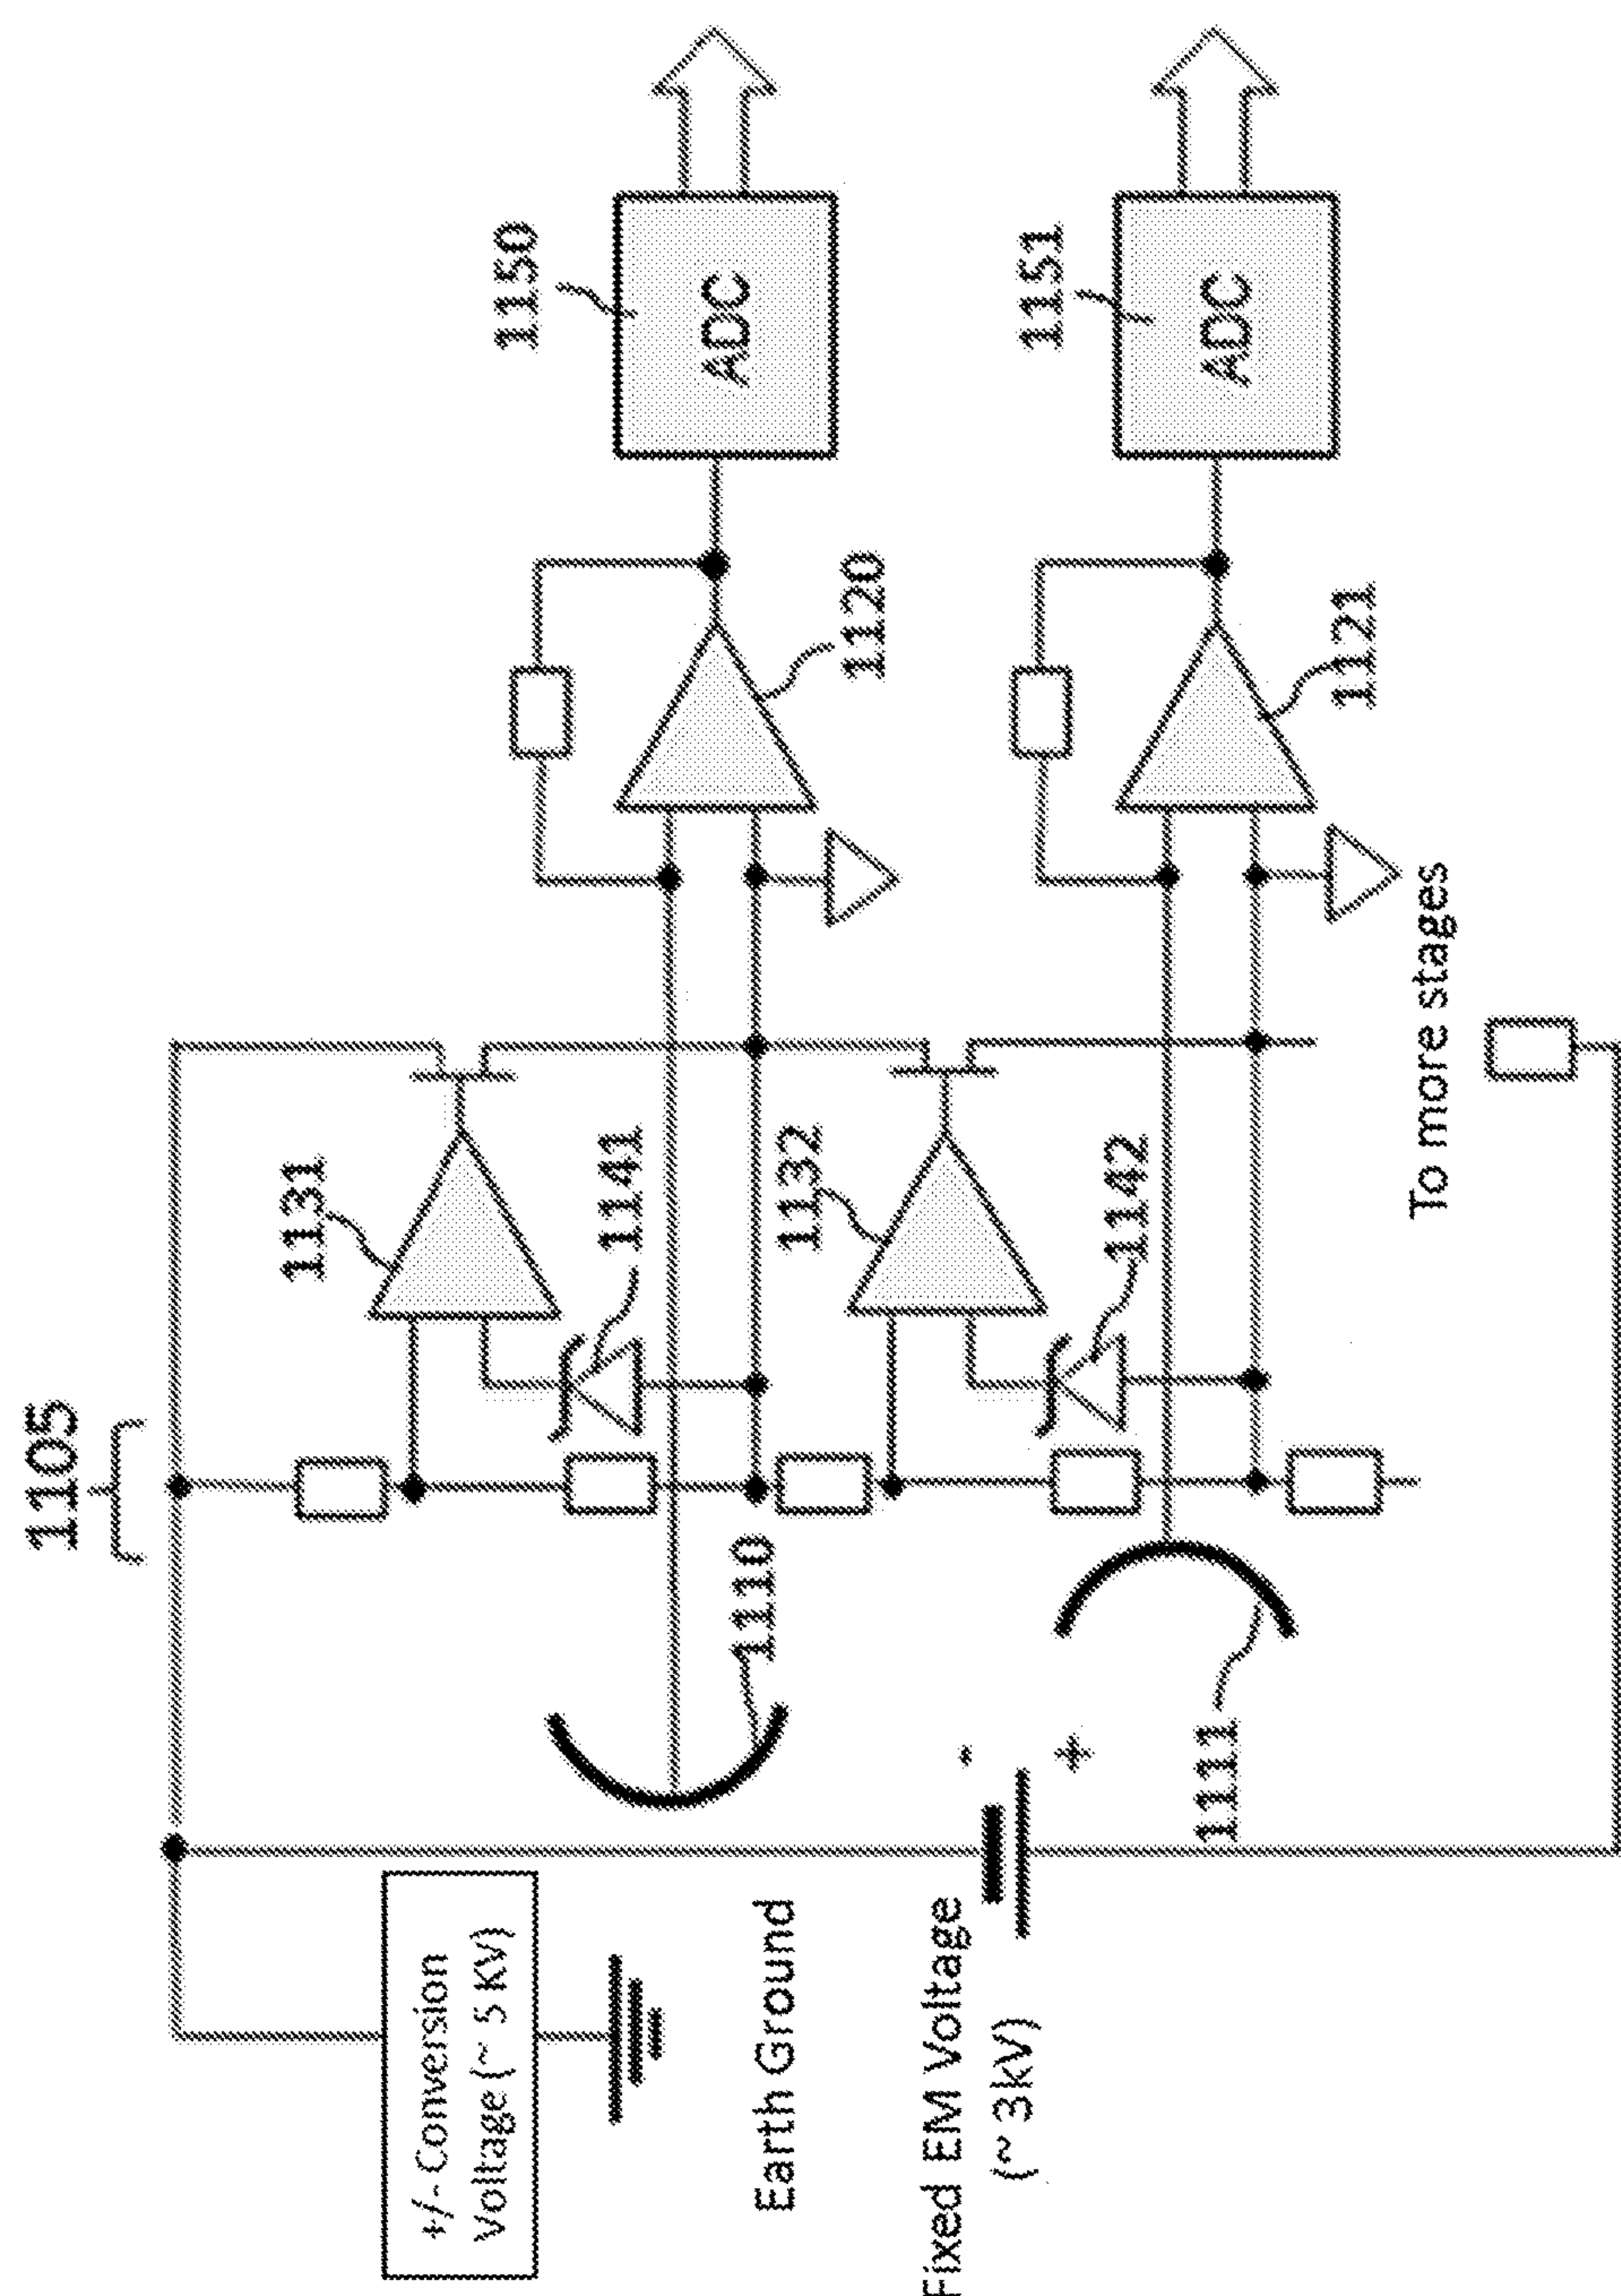 1105
1131
1141
1132
1142
1150
ADC
1120
1151
ADC
1121
To more stages
1110
1111
+/- Conversion
Voltage (~ 5 KV)
Earth Ground
Fixed EM Voltage
(~ 3kV)
-
+